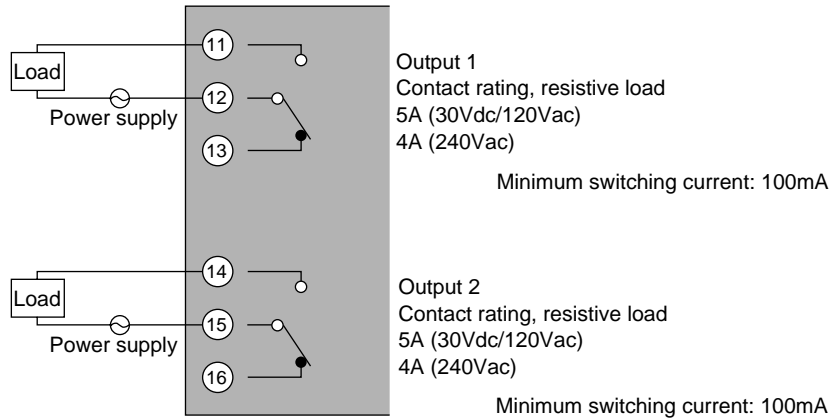 11
Load
12
Power supply
13
Output 1
Contact rating, resistive load
5A (30Vdc/120Vac)
4A (240Vac)
Minimum switching current: 100mA
14
Load
15
Power supply
16
Output 2
Contact rating, resistive load
5A (30Vdc/120Vac)
4A (240Vac)
Minimum switching current: 100mA